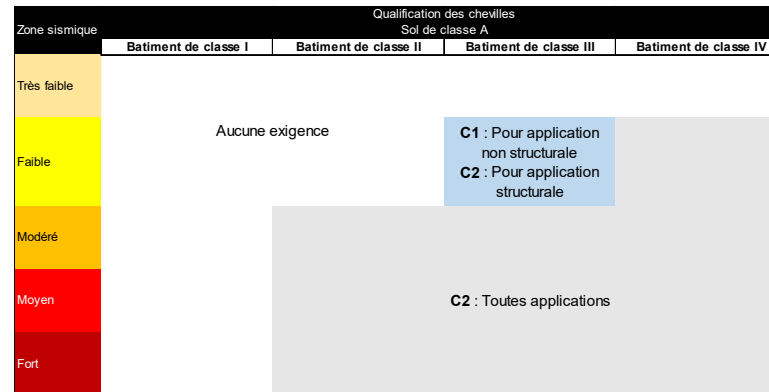 Qualification des chevilles
Zone sismique
Sol de classe A
Batiment de classe I
Batiment de classe II
Batiment de classe III
Batiment de classe IV
Très faible
Aucune exigence
C1 : Pour application
non structurale
C2 : Pour application
structurale
Faible
Modéré
Moyen
C2 : Toutes applications
Fort